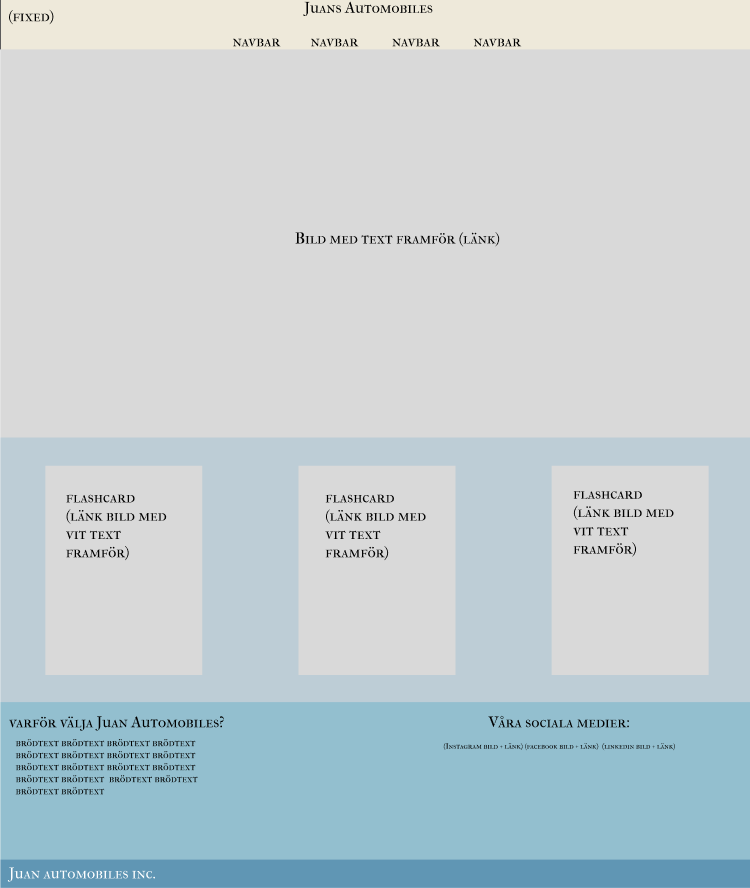 (fixed)
Juans Automobiles
navbar navbar navbar navbar
Bild med text framför (länk)
flashcard
(länk bild med
vit text
framför)
flashcard
(länk bild med
vit text
framför)
flashcard
(länk bild med
vit text
framför)
varför välja Juan Automobiles?
brödtext brödtext brödtext brödtext
brödtext brödtext brödtext brödtext
brödtext brödtext brödtext brödtext
brödtext brödtext brödtext brödtext
brödtext brödtext
Våra sociala medier:
(Instagram bild + länk) (facebook bild + länk) (linkedin bild + länk)
Juan automobiles inc.